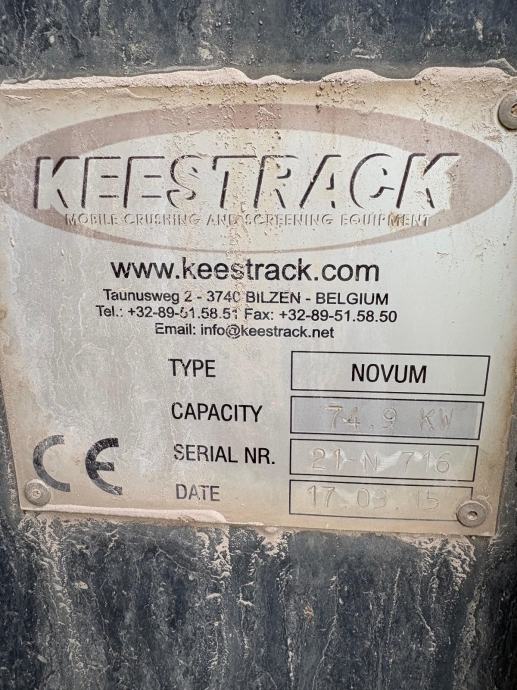 KEESTRACK
MOBILE CRUSHING AND SCREENING EQUIPMENT
www.keestrack.com
Taunusweg 2 - 3740 BILZEN - BELGIUM
Tel.: +32-89-51.58.51 Fax: +32-89-51.58.50
Email: info@keestrack.net
TYPE NOVUM
CAPACITY 74.9 KW
SERIAL NR. 21-N 716
CE
DATE 17.03.15